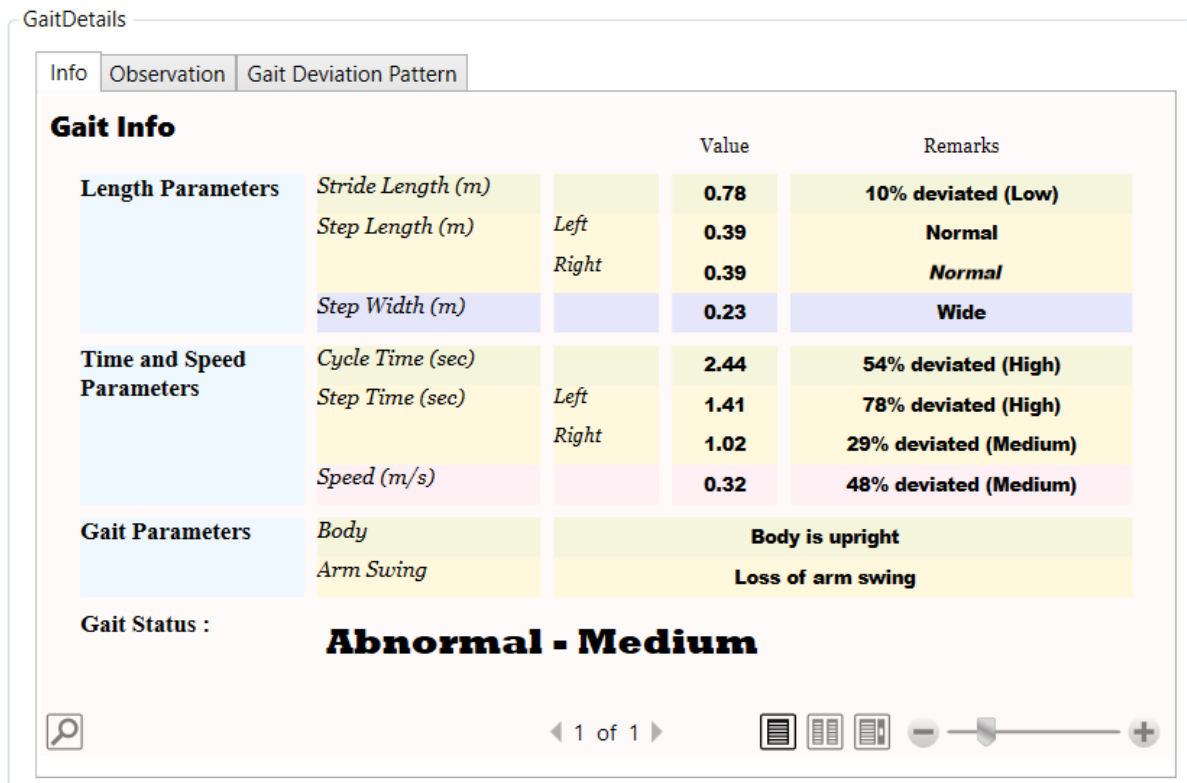 GaitDetails
Info Observation Gait Deviation Pattern
Gait Info
Value Remarks
Length Parameters Stride Length (m) 0.78 10% deviated (Low)
Step Length (m) Left 0.39 Normal
Right 0.39 Normal
Step Width (m) 0.23 Wide
Time and Speed Parameters Cycle Time (sec) 2.44 54% deviated (High)
Step Time (sec) Left 1.41 78% deviated (High)
Right 1.02 29% deviated (Medium)
Speed (m/s) 0.32 48% deviated (Medium)
Gait Parameters Body Body is upright
Arm Swing Loss of arm swing
Gait Status :
Abnormal - Medium
1 of 1